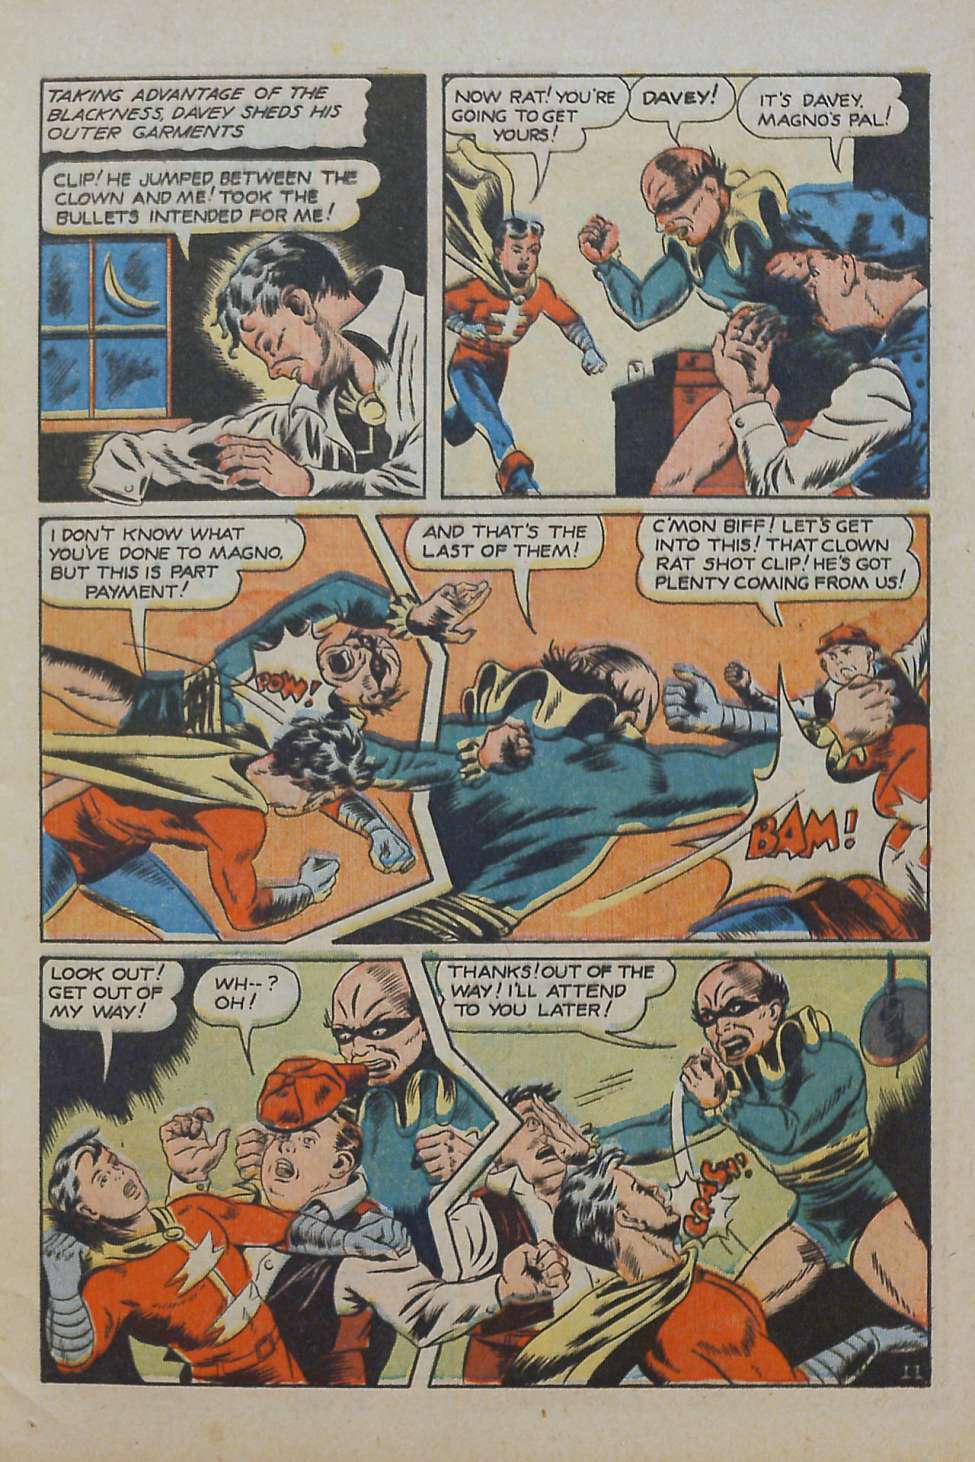 TAKING ADVANTAGE OF THE
BLACKNESS, DAVEY SHEDS HIS
OUTER GARMENTS
CLIP! HE JUMPED BETWEEN THE
CLOWN AND ME! TOOK THE
BULLETS INTENDED FOR ME!
NOW RAT! YOU'RE
GOING TO GET
YOURS!
DAVEY!
IT'S DAVEY,
MAGNO'S PAL!
I DON'T KNOW WHAT
YOU'VE DONE TO MAGNO,
BUT THIS IS PART
PAYMENT!
POW!
AND THAT'S THE
LAST OF THEM!
C'MON BIFF! LET'S GET
INTO THIS! THAT CLOWN
RAT SHOT CLIP! HE'S GOT
PLENTY COMING FROM US!
BAM!
LOOK OUT!
GET OUT OF
MY WAY!
WH--?
OH!
THANKS! OUT OF THE
WAY! I'LL ATTEND
TO YOU LATER!
CRASH!
11